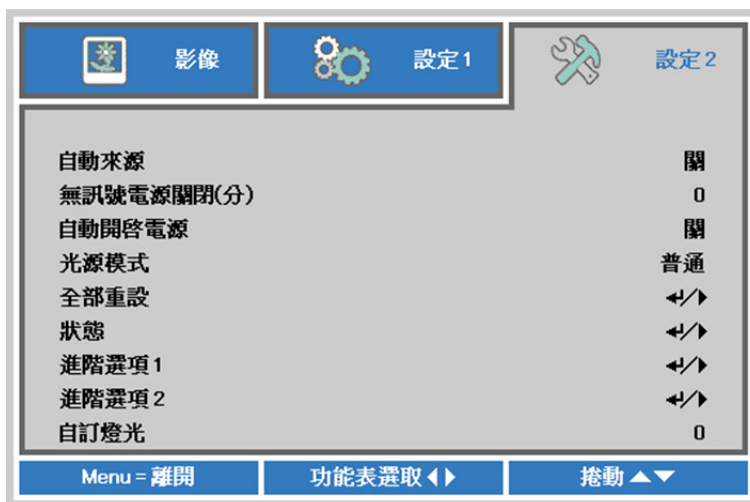 影像 設定1 設定2
自動來源 關
無訊號電源關閉(分) 0
自動開啓電源 關
光源模式 普通
全部重設 ↵/▶
狀態 ↵/▶
進階選項1 ↵/▶
進階選項2 ↵/▶
自訂燈光 0
Menu = 離開 功能表選取◀▶ 捲動▲▼